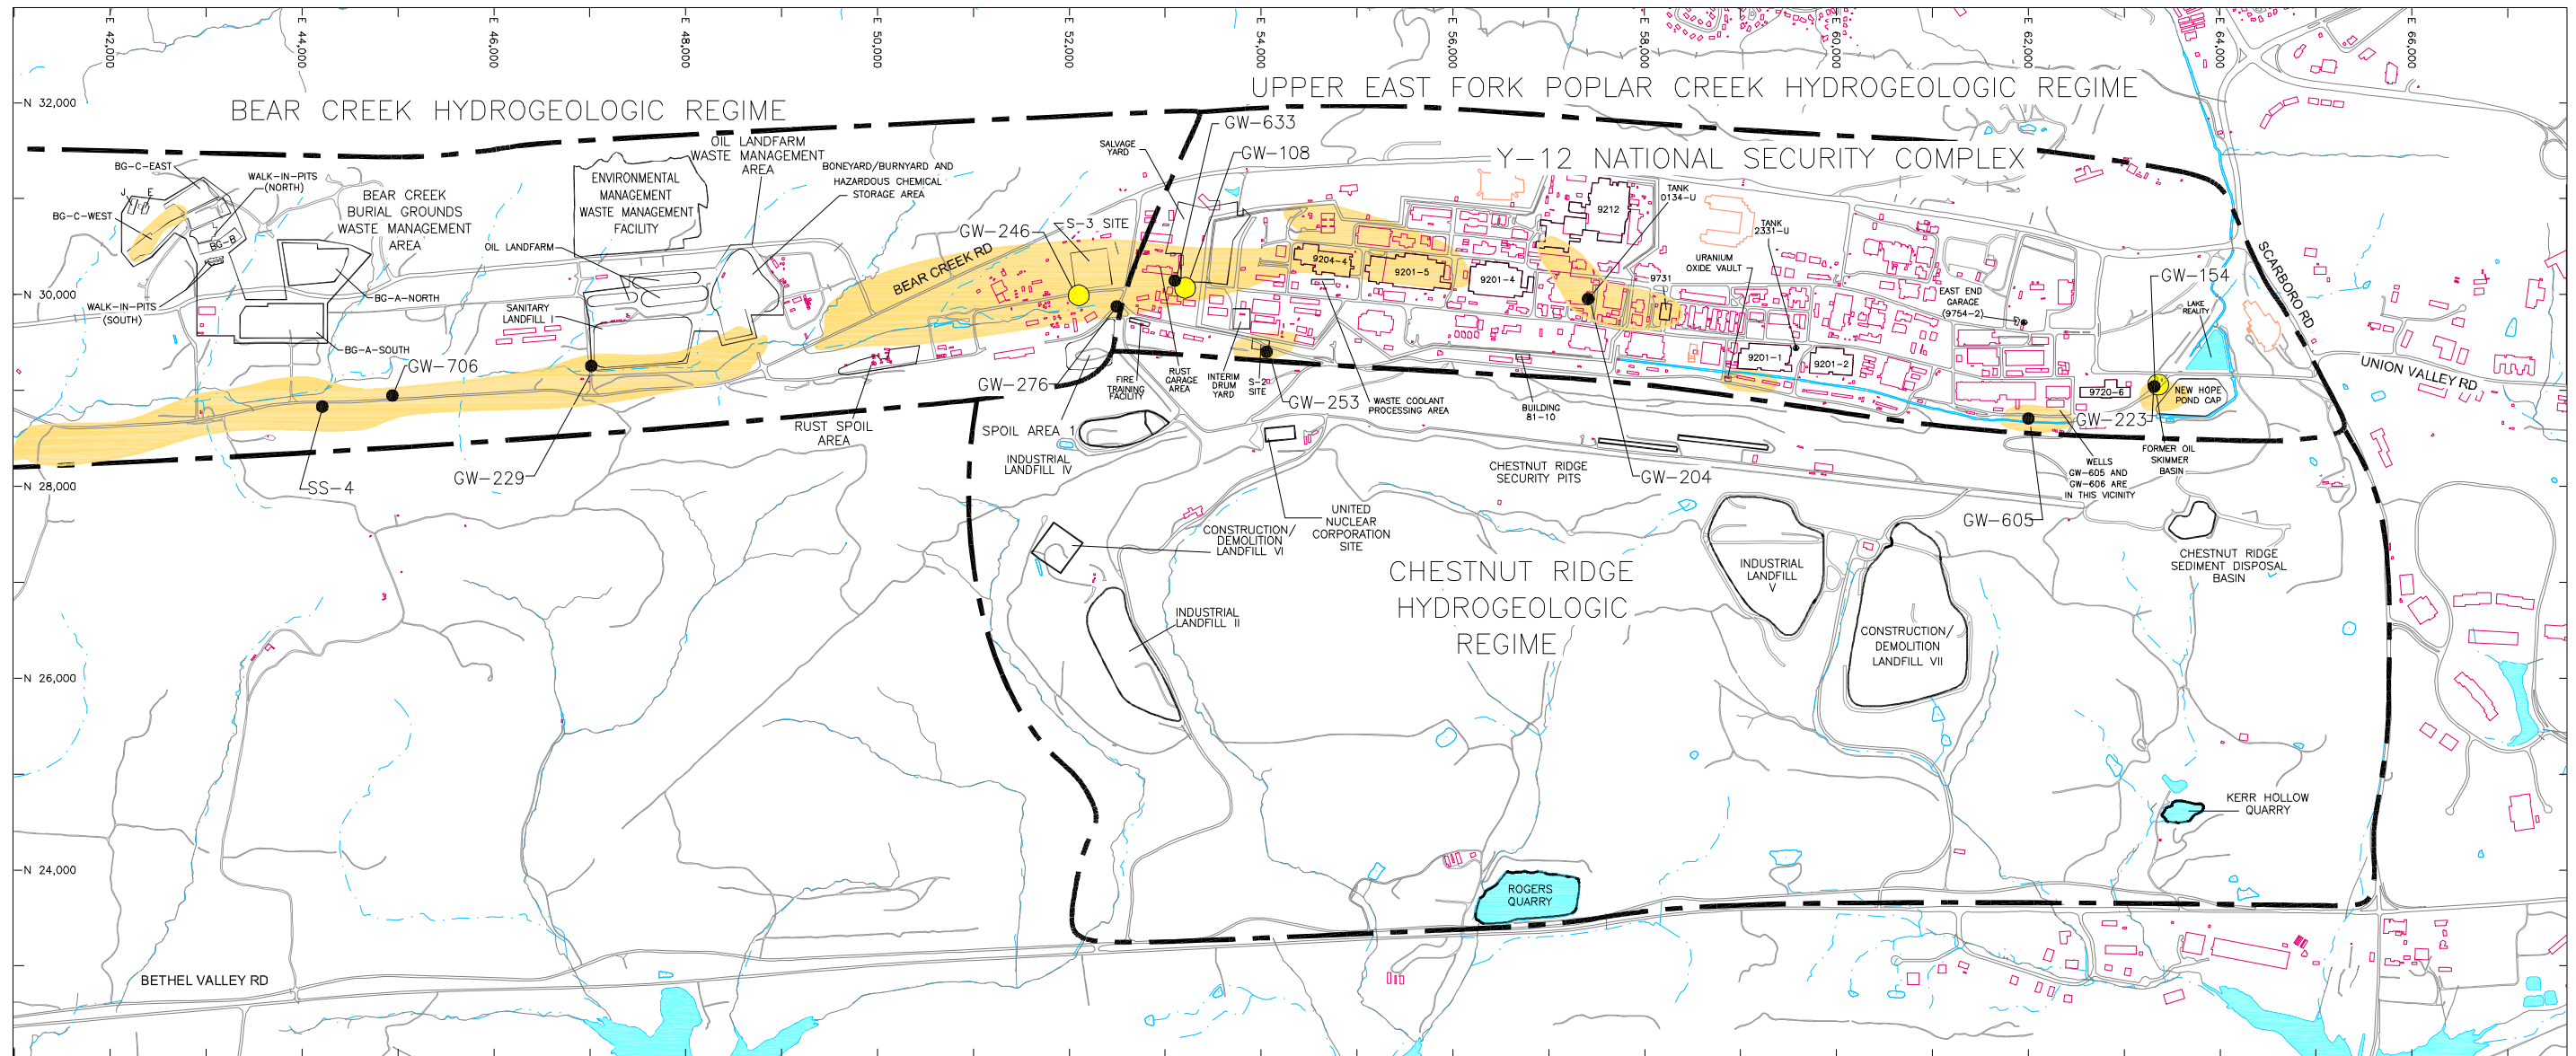 E 42,000
E 44,000
E 46,000
E 48,000
E 50,000
E 52,000
E 54,000
E 56,000
E 58,000
E 60,000
E 62,000
E 64,000
E 66,000
N 32,000
N 30,000
N 28,000
N 26,000
N 24,000
BEAR CREEK HYDROGEOLOGIC REGIME
UPPER EAST FORK POPLAR CREEK HYDROGEOLOGIC REGIME
Y-12 NATIONAL SECURITY COMPLEX
BG-C-EAST
J
E
WALK-IN-PITS
(NORTH)
BG-C-WEST
BG-B
WALK-IN-PITS
(SOUTH)
BEAR CREEK
BURIAL GROUNDS
WASTE MANAGEMENT
AREA
BG-A-NORTH
BG-A-SOUTH
GW-706
SS-4
GW-229
ENVIRONMENTAL
MANAGEMENT
WASTE MANAGEMENT
FACILITY
OIL LANDFARM
SANITARY
LANDFILL I
OIL LANDFARM
WASTE MANAGEMENT
AREA
BONEYARD/BURNYARD AND
HAZARDOUS CHEMICAL
STORAGE AREA
RUST SPOIL
AREA
BEAR CREEK RD
GW-246
S-3 SITE
SALVAGE
YARD
GW-633
GW-108
GW-276
SPOIL AREA 1
FIRE
TRAINING
FACILITY
RUST
GARAGE
AREA
INTERIM
DRUM
YARD
S-2
SITE
GW-253
WASTE COOLANT
PROCESSING AREA
9204-4
9201-5
9201-4
9212
TANK
0134-U
URANIUM
OXIDE VAULT
TANK
2331-U
9731
9201-1
9201-2
BUILDING
81-10
GW-204
EAST END
GARAGE
(9754-2)
GW-154
LAKE
REALITY
SCARBORO RD
UNION VALLEY RD
9720-6
NEW HOPE
POND CAP
GW-223
FORMER OIL
SKIMMER
BASIN
WELLS
GW-605 AND
GW-606 ARE
IN THIS VICINITY
GW-605
INDUSTRIAL
LANDFILL IV
UNITED
NUCLEAR
CORPORATION
SITE
CONSTRUCTION/
DEMOLITION
LANDFILL VI
INDUSTRIAL
LANDFILL II
CHESTNUT RIDGE
SECURITY PITS
CHESTNUT RIDGE
HYDROGEOLOGIC
REGIME
INDUSTRIAL
LANDFILL
V
CONSTRUCTION/
DEMOLITION
LANDFILL VII
CHESTNUT RIDGE
SEDIMENT DISPOSAL
BASIN
KERR HOLLOW
QUARRY
ROGERS
QUARRY
BETHEL VALLEY RD